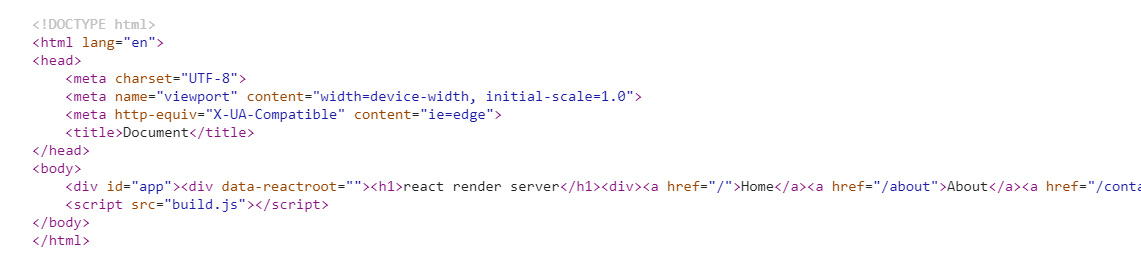 <!DOCTYPE html>
<html lang="en">
<head>
    <meta charset="UTF-8">
    <meta name="viewport" content="width=device-width, initial-scale=1.0">
    <meta http-equiv="X-UA-Compatible" content="ie=edge">
    <title>Document</title>
</head>
<body>
    <div id="app"><div data-reactroot=""><h1>react render server</h1><div><a href="/">Home</a><a href="/about">About</a><a href="/conta
    <script src="build.js"></script>
</body>
</html>